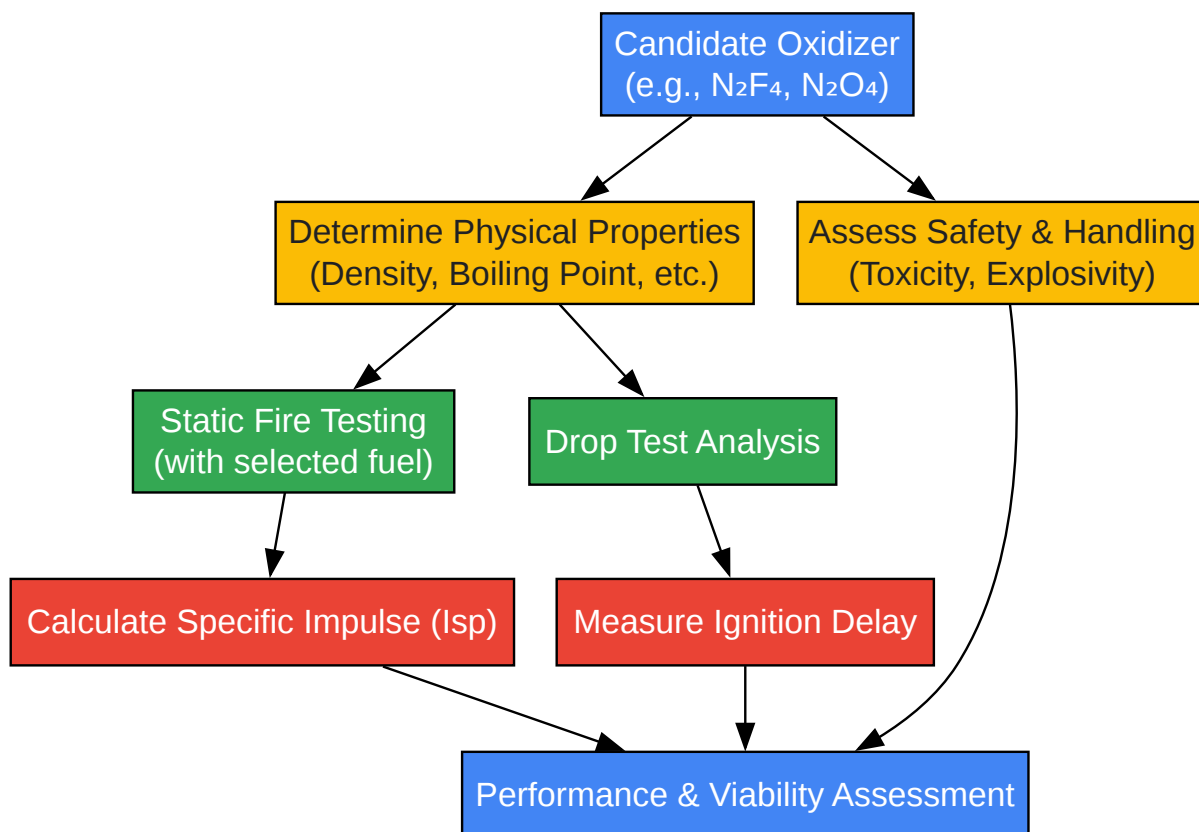 Candidate Oxidizer
(e.g., N₂F₄, N₂O₄)
Determine Physical Properties
(Density, Boiling Point, etc.)
Assess Safety & Handling
(Toxicity, Explosivity)
Static Fire Testing
(with selected fuel)
Drop Test Analysis
Calculate Specific Impulse (Isp)
Measure Ignition Delay
Performance & Viability Assessment